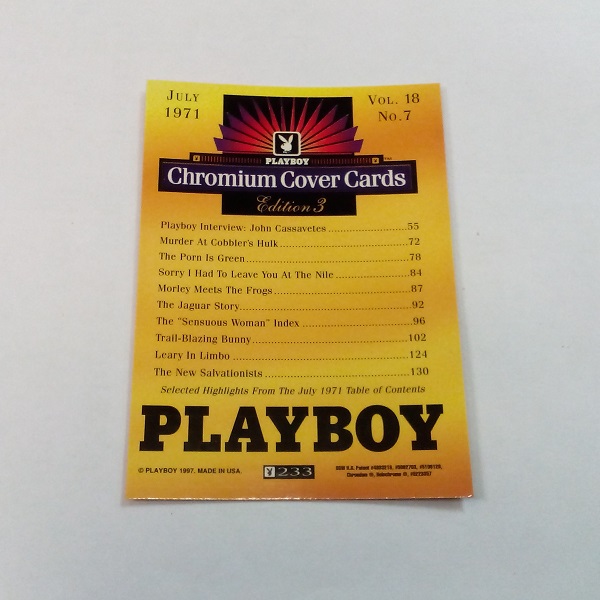 JULY
1971
VOL. 18
NO. 7
PLAYBOY
Chromium Cover Cards
Edition 3
Playboy Interview: John Cassavetes 55
Murder At Cobbler's Hulk 72
The Porn Is Green 78
Sorry I Had To Leave You At The Nile 84
Morley Meets The Frogs 87
The Jaguar Story 92
The "Sensuous Woman" Index 96
Trail-Blazing Bunny 102
Leary In Limbo 124
The New Salvationists 130
Selected Highlights From The July 1971 Table of Contents
PLAYBOY
© PLAYBOY 1997, MADE IN USA.
233